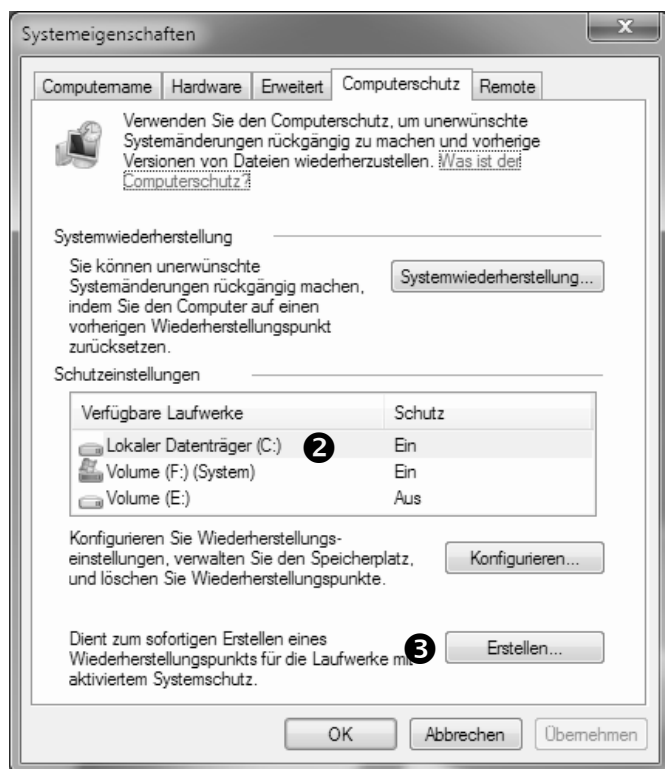 Systemeigenschaften
x
Computername Hardware Erweitert Computerschutz Remote
Verwenden Sie den Computerschutz, um unerwünschte
Systemänderungen rückgängig zu machen und vorherige
Versionen von Dateien wiederherzustellen. Was ist der
Computerschutz?
Systemwiederherstellung
Sie können unerwünschte
Systemänderungen rückgängig machen,
indem Sie den Computer auf einen
vorherigen Wiederherstellungspunkt
zurücksetzen.
Systemwiederherstellung...
Schutzeinstellungen
Verfügbare Laufwerke Schutz
Lokaler Datenträger (C:) 2 Ein
Volume (F:) (System) Ein
Volume (E:) Aus
Konfigurieren Sie Wiederherstellungs-
einstellungen, verwalten Sie den Speicherplatz,
und löschen Sie Wiederherstellungspunkte.
Konfigurieren...
Dient zum sofortigen Erstellen eines
Wiederherstellungspunkts für die Laufwerke mit
aktiviertem Systemschutz.
3 Erstellen...
OK Abbrechen Übernehmen